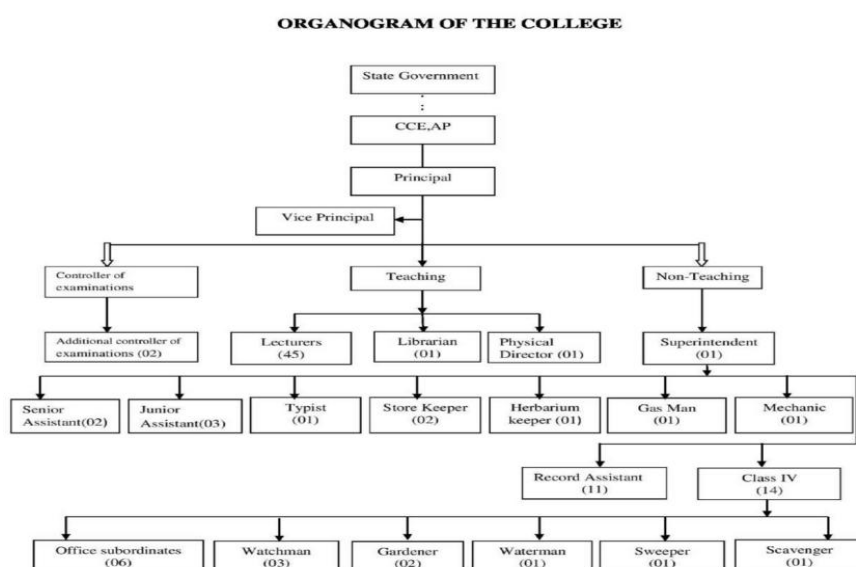 ORGANOGRAM OF THE COLLEGE
State Government
CCE,AP
Principal
Vice Principal
Controller of
examinations
Teaching
Non-Teaching
Additional controller of
examinations (02)
Lecturers
(45)
Librarian
(01)
Physical
Director (01)
Superintendent
(01)
Senior
Assistant(02)
Junior
Assistant(03)
Typist
(01)
Store Keeper
(02)
Herbarium
keeper (01)
Gas Man
(01)
Mechanic
(01)
Record Assistant
(11)
Class IV
(14)
Office subordinates
(06)
Watchman
(03)
Gardener
(02)
Waterman
(01)
Sweeper
(01)
Scavenger
(01)